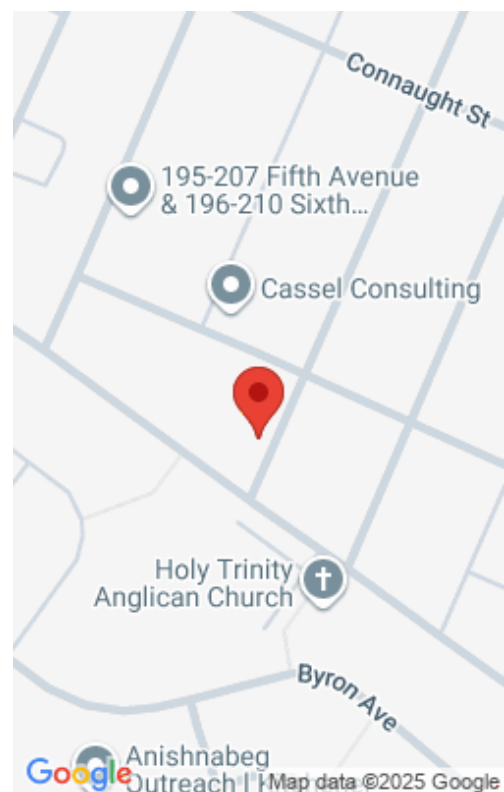 Connaught St
195-207 Fifth Avenue
& 196-210 Sixth...
Cassel Consulting
Holy Trinity
Anglican Church
Byron Ave
Anishnabeg
Outreach |
Google
Map data ©2025 Google